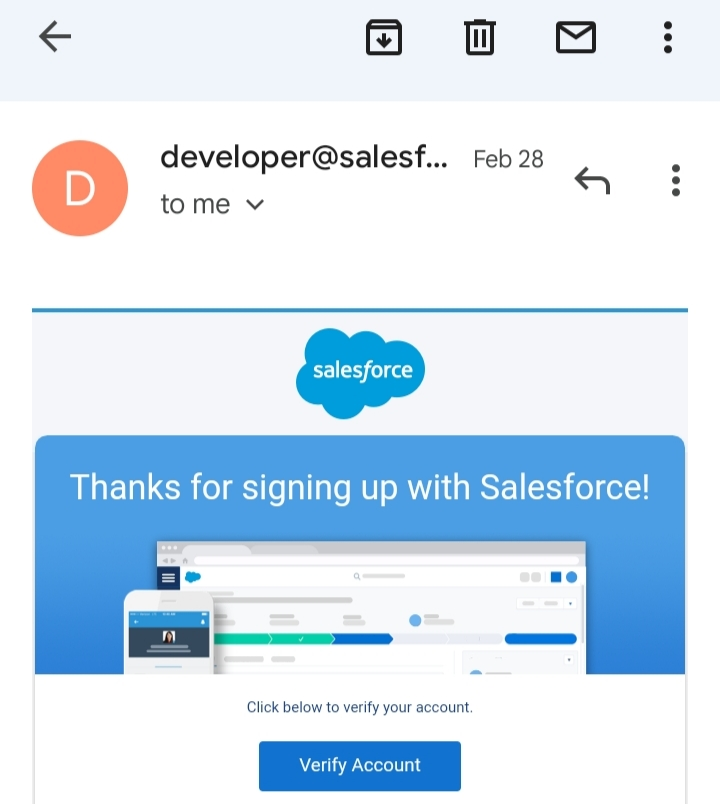 developer@salesf... Feb 28
D
to me
salesforce
Thanks for signing up with Salesforce!
Click below to verify your account.
Verify Account